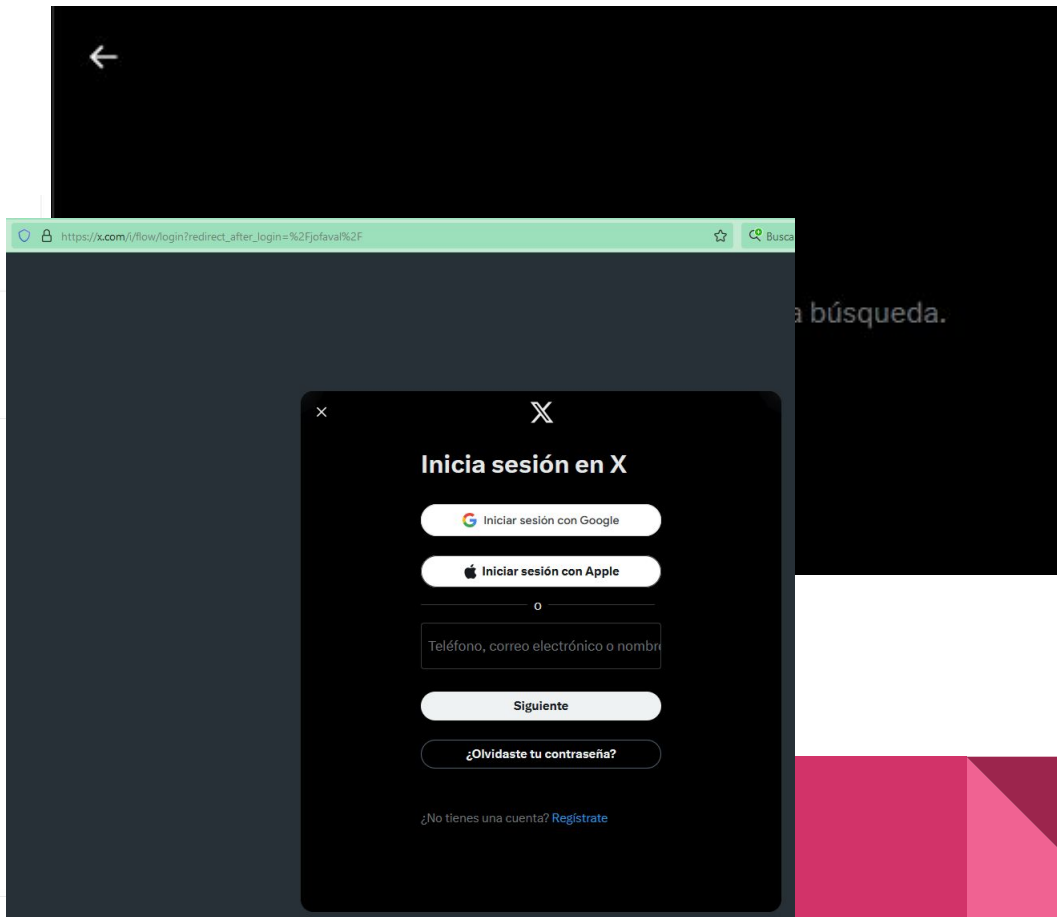 https://x.com/i/flow/login?redirect_after_login=%2Fjofaval%2F
Busca
a búsqueda.
Inicia sesión en X
Iniciar sesión con Google
Iniciar sesión con Apple
o
Teléfono, correo electrónico o nombre
Siguiente
¿Olvidaste tu contraseña?
¿No tienes una cuenta? Regístrate